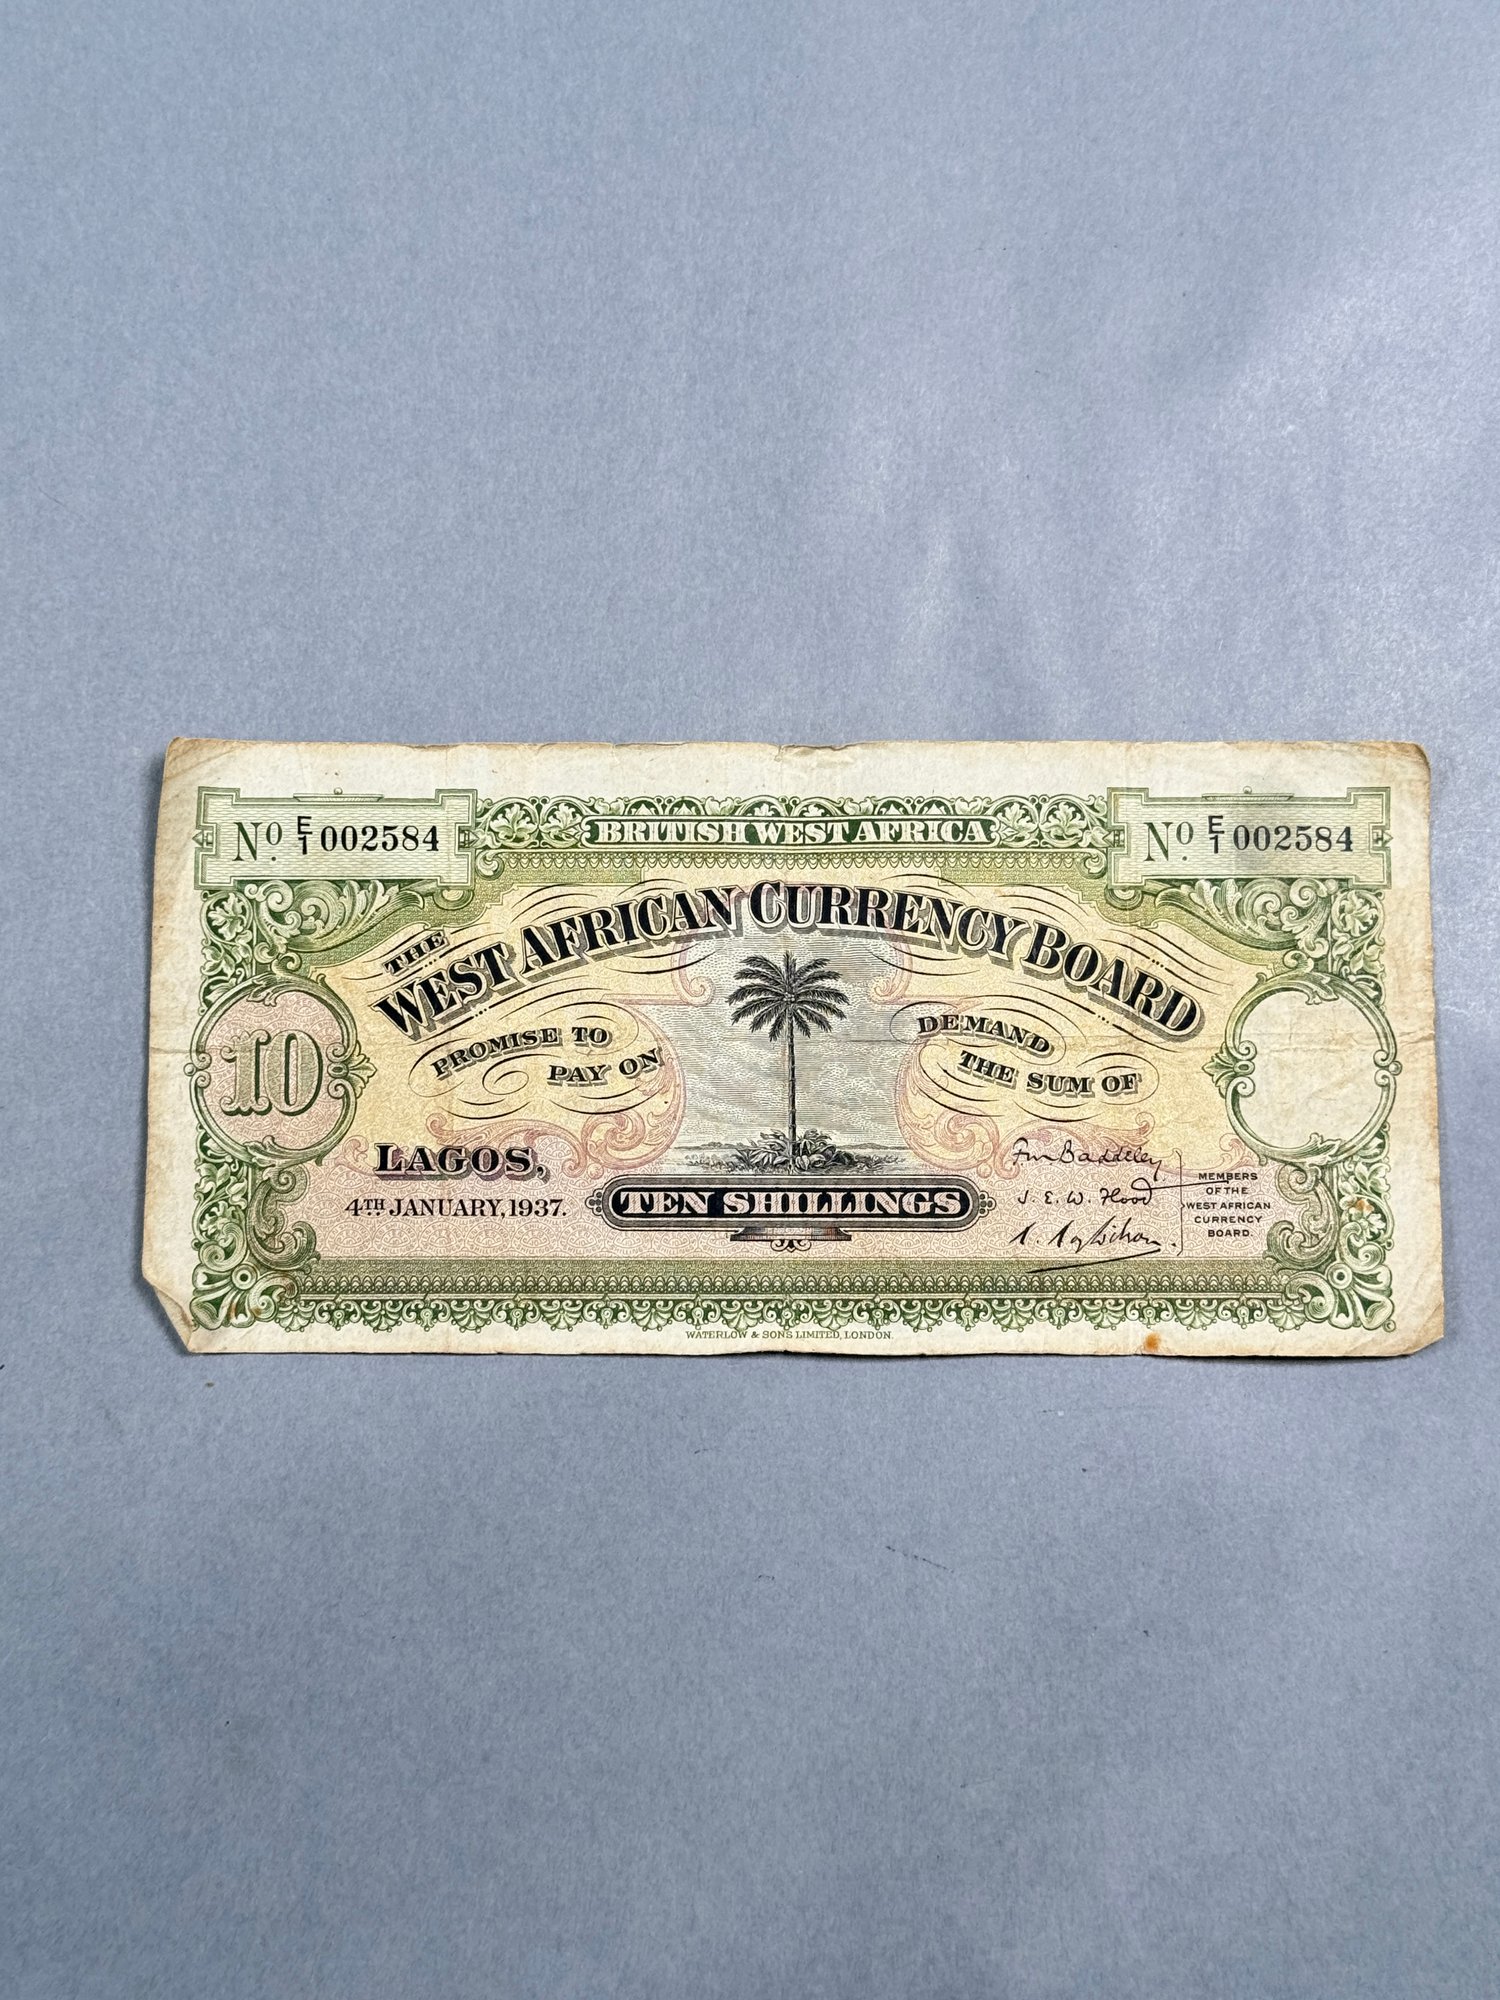 Nº. E/1 002584
BRITISH WEST AFRICA
Nº. E/1 002584
THE
WEST AFRICAN CURRENCY BOARD
PROMISE TO
PAY ON
DEMAND
THE SUM OF
10
LAGOS,
4TH JANUARY, 1937.
TEN SHILLINGS
Baddeley
J. E. W. Flood
MEMBERS
OF THE
WEST AFRICAN
CURRENCY
BOARD.
WATERLOW & SONS LIMITED, LONDON.